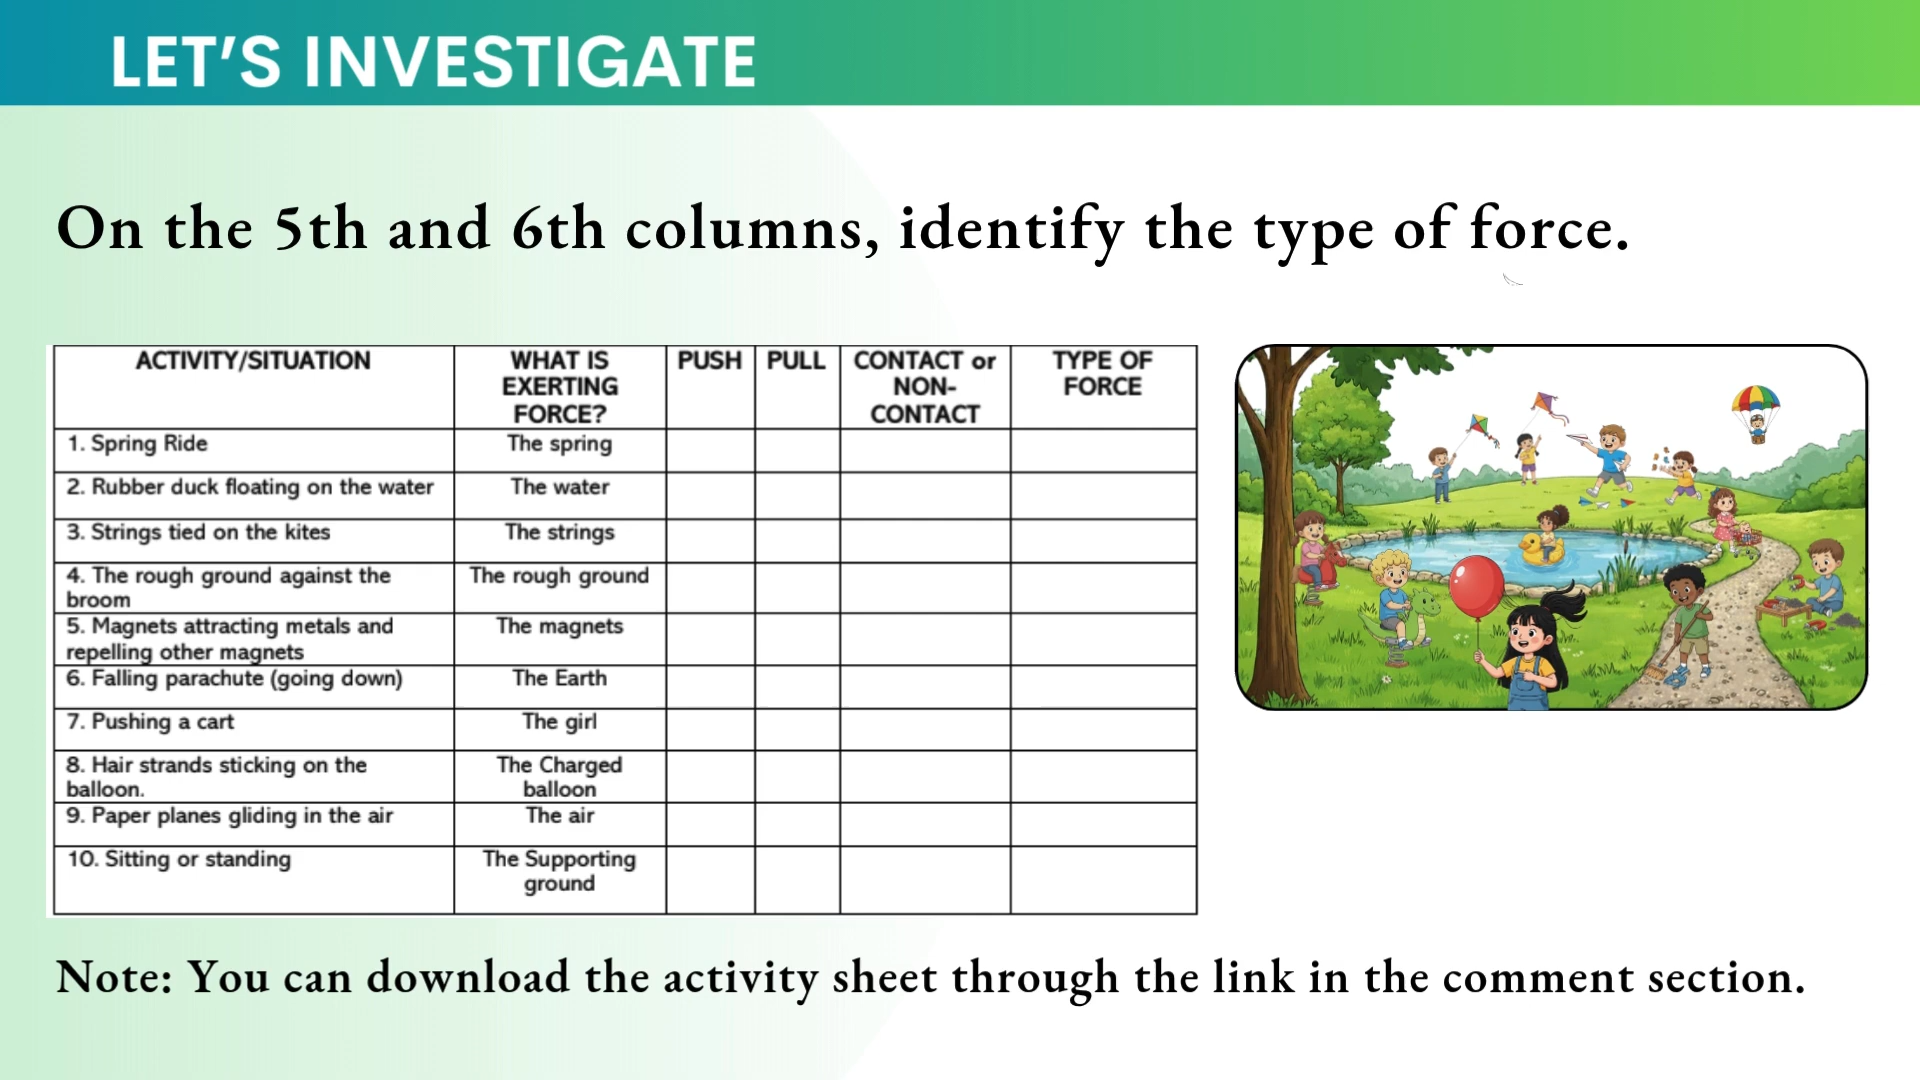 LET'S INVESTIGATE
On the 5th and 6th columns, identify the type of force.
ACTIVITY/SITUATION
WHAT IS
EXERTING
FORCE?
PUSH
PULL
CONTACT or
NON-
CONTACT
TYPE OF
FORCE
1. Spring Ride
The spring
2. Rubber duck floating on the water
The water
3. Strings tied on the kites
The strings
4. The rough ground against the
broom
The rough ground
5. Magnets attracting metals and
repelling other magnets
The magnets
6. Falling parachute (going down)
The Earth
7. Pushing a cart
The girl
8. Hair strands sticking on the
balloon.
The Charged
balloon
9. Paper planes gliding in the air
The air
10. Sitting or standing
The Supporting
ground
Note: You can download the activity sheet through the link in the comment section.